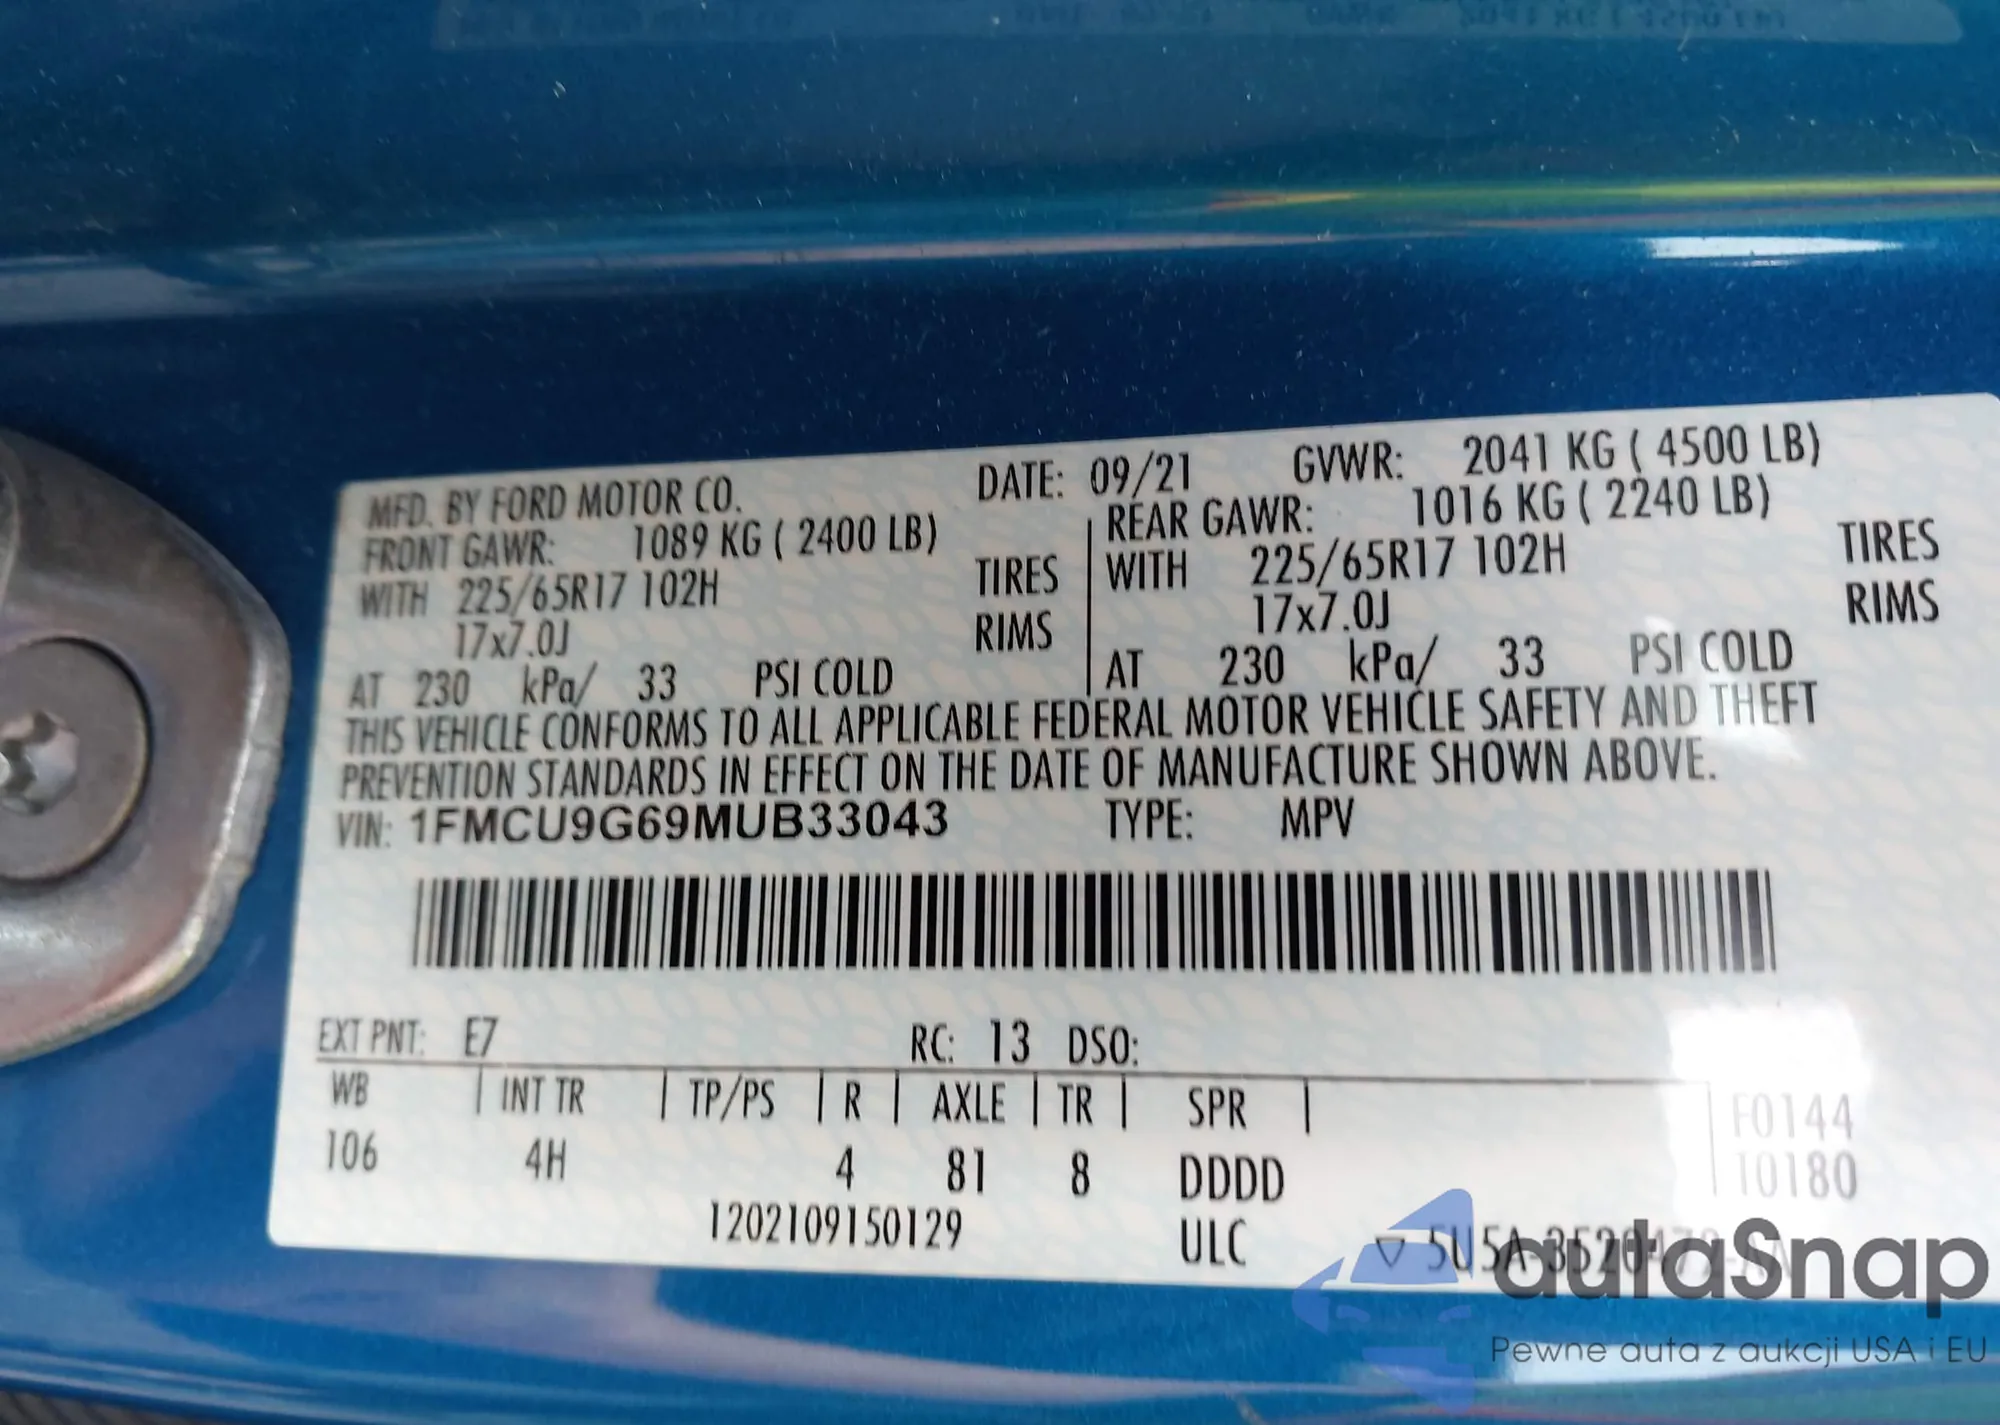 MFD. BY FORD MOTOR CO. DATE: 09/21 GVWR: 2041 KG ( 4500 LB)
FRONT GAWR: 1089 KG ( 2400 LB) REAR GAWR: 1016 KG ( 2240 LB)
WITH 225/65R17 102H TIRES WITH 225/65R17 102H TIRES
17x7.0J RIMS 17x7.0J RIMS
AT 230 kPa/ 33 PSI COLD AT 230 kPa/ 33 PSI COLD
THIS VEHICLE CONFORMS TO ALL APPLICABLE FEDERAL MOTOR VEHICLE SAFETY AND THEFT
PREVENTION STANDARDS IN EFFECT ON THE DATE OF MANUFACTURE SHOWN ABOVE.
VIN: 1FMCU9G69MUB33043 TYPE: MPV
EXT PNT: E7 RC: 13 DSO:
WB INT TR TP/PS R AXLE TR SPR F0144
106 4H 4 81 8 DDDD 10180
1202109150129 ULC
autaSnap
Pewne auta z aukcji USA i EU